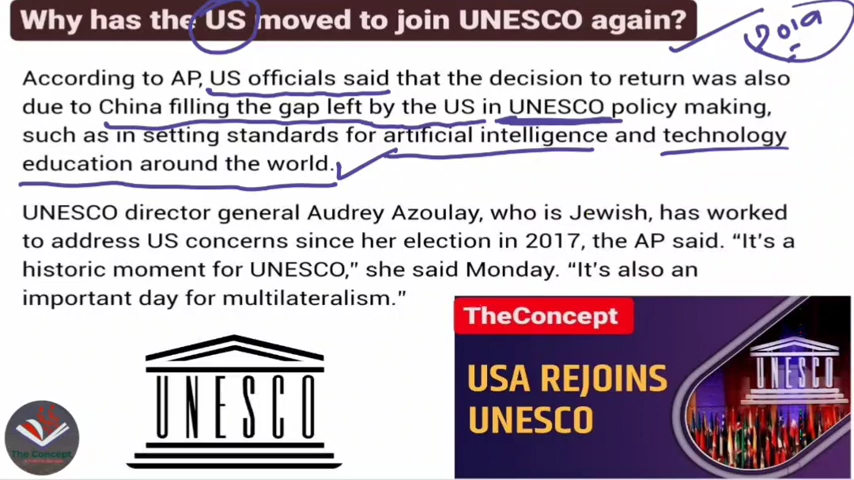 Why has the US moved to join UNESCO again?
2019
According to AP, US officials said that the decision to return was also
due to China filling the gap left by the US in UNESCO policy making,
such as in setting standards for artificial intelligence and technology
education around the world.
UNESCO director general Audrey Azoulay, who is Jewish, has worked
to address US concerns since her election in 2017, the AP said. “It's a
historic moment for UNESCO,” she said Monday. “It's also an
important day for multilateralism.”
TheConcept
USA REJOINS
UNESCO
UNESCO
UNESCO
The Concept